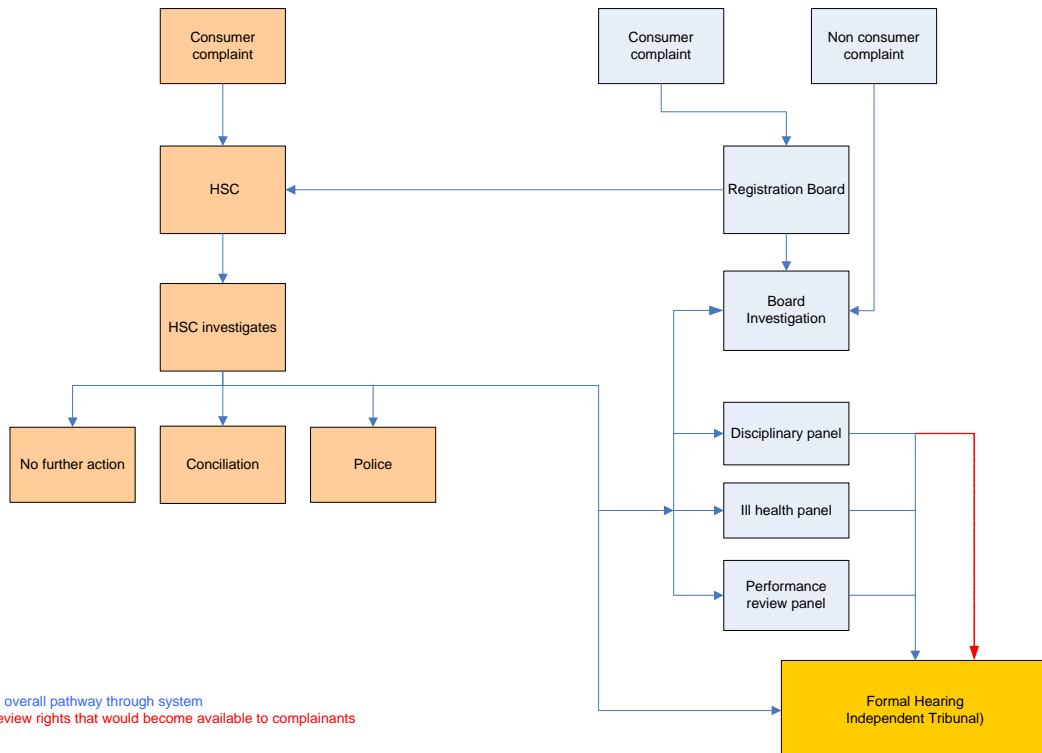 Consumer
complaint
Consumer
complaint
Non consumer
complaint
HSC
Registration Board
HSC investigates
Board
Investigation
No further action
Conciliation
Police
Disciplinary panel
Ill health panel
Performance
review panel
Formal Hearing
Independent Tribunal)
overall pathway through system
eview rights that would become available to complainants